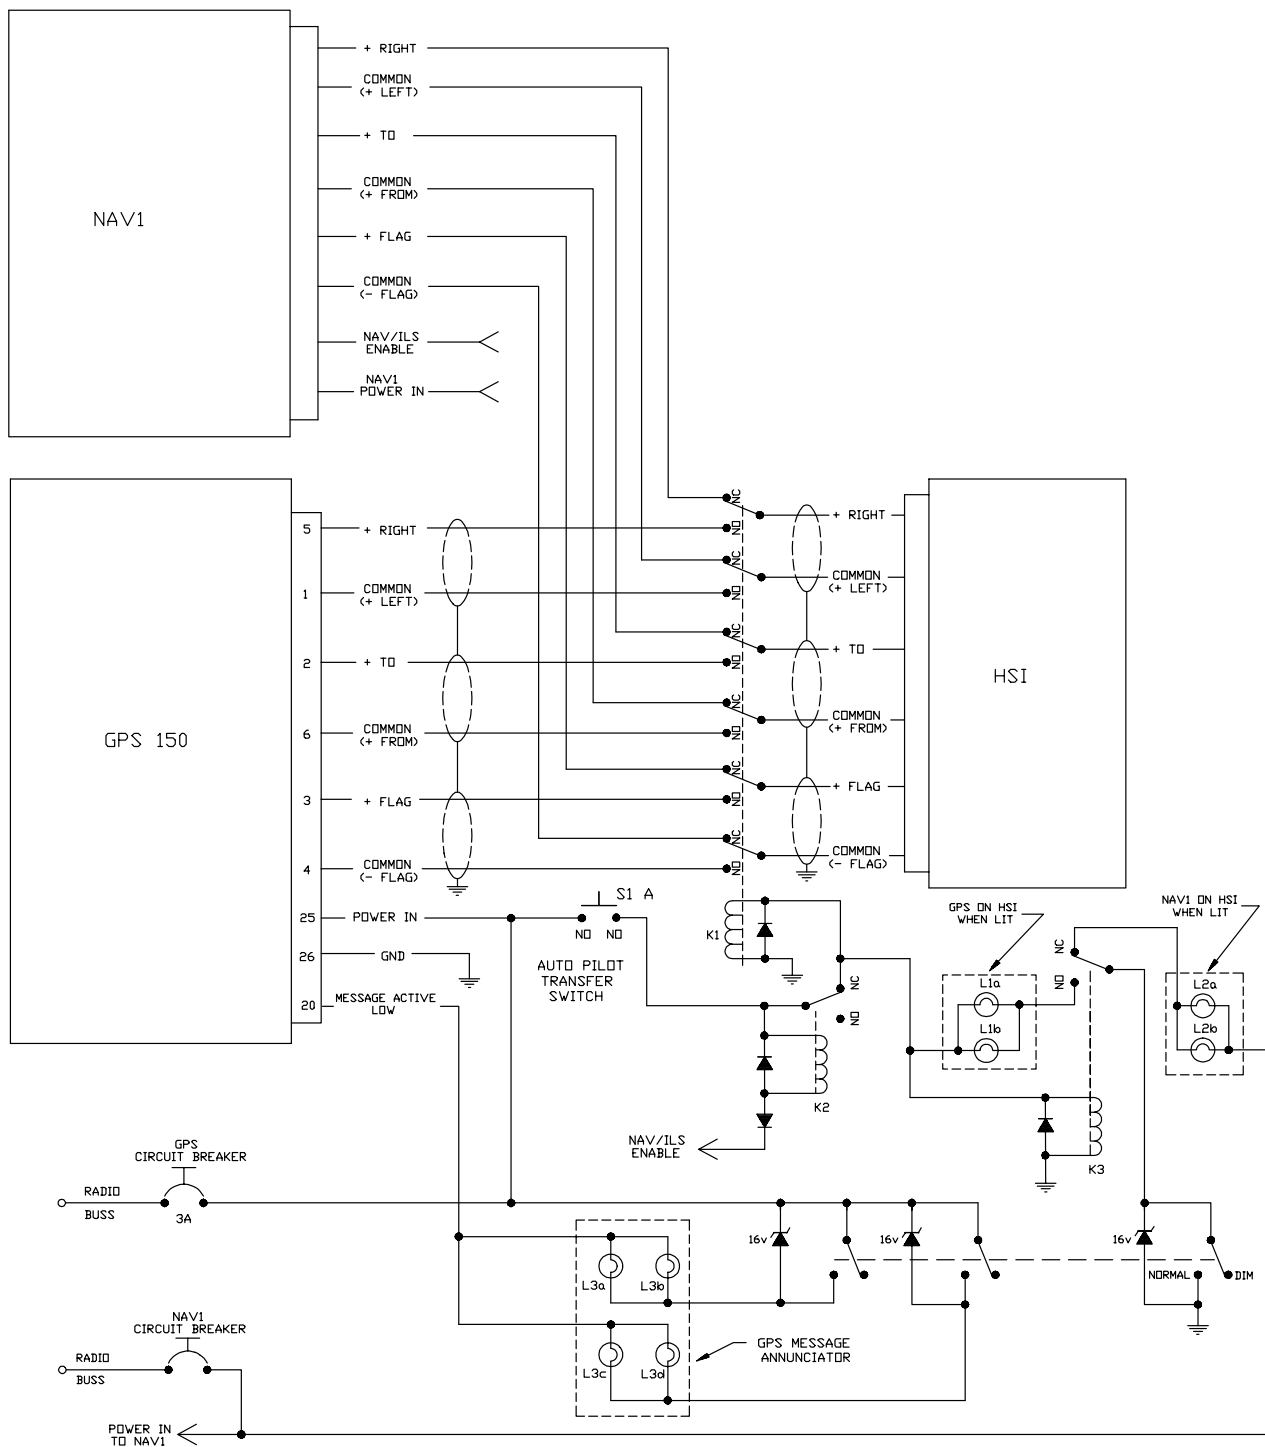 NAV1
+ RIGHT
COMMON
(+ LEFT)
+ TO
COMMON
(+ FROM)
+ FLAG
COMMON
(- FLAG)
NAV/ILS
ENABLE
NAV1
POWER IN
GPS 150
5
+ RIGHT
1
COMMON
(+ LEFT)
2
+ TO
6
COMMON
(+ FROM)
3
+ FLAG
4
COMMON
(- FLAG)
25
POWER IN
26
GND
20
MESSAGE ACTIVE
LOW
NC
NO
NC
NO
NC
NO
NC
NO
NC
NO
NC
NO
+ RIGHT
COMMON
(+ LEFT)
+ TO
COMMON
(+ FROM)
+ FLAG
COMMON
(- FLAG)
HSI
S1 A
NO NO
AUTO PILOT
TRANSFER
SWITCH
K1
NC
NO
K2
NAV/ILS
ENABLE
GPS ON HSI
WHEN LIT
L1a
L1b
NC
NO
K3
NAV1 ON HSI
WHEN LIT
L2a
L2b
GPS
CIRCUIT BREAKER
RADIO
BUSS
3A
16v
16v
16v
NORMAL
DIM
L3a
L3b
L3c
L3d
GPS MESSAGE
ANNUNCIATOR
NAV1
CIRCUIT BREAKER
RADIO
BUSS
POWER IN
TO NAV1